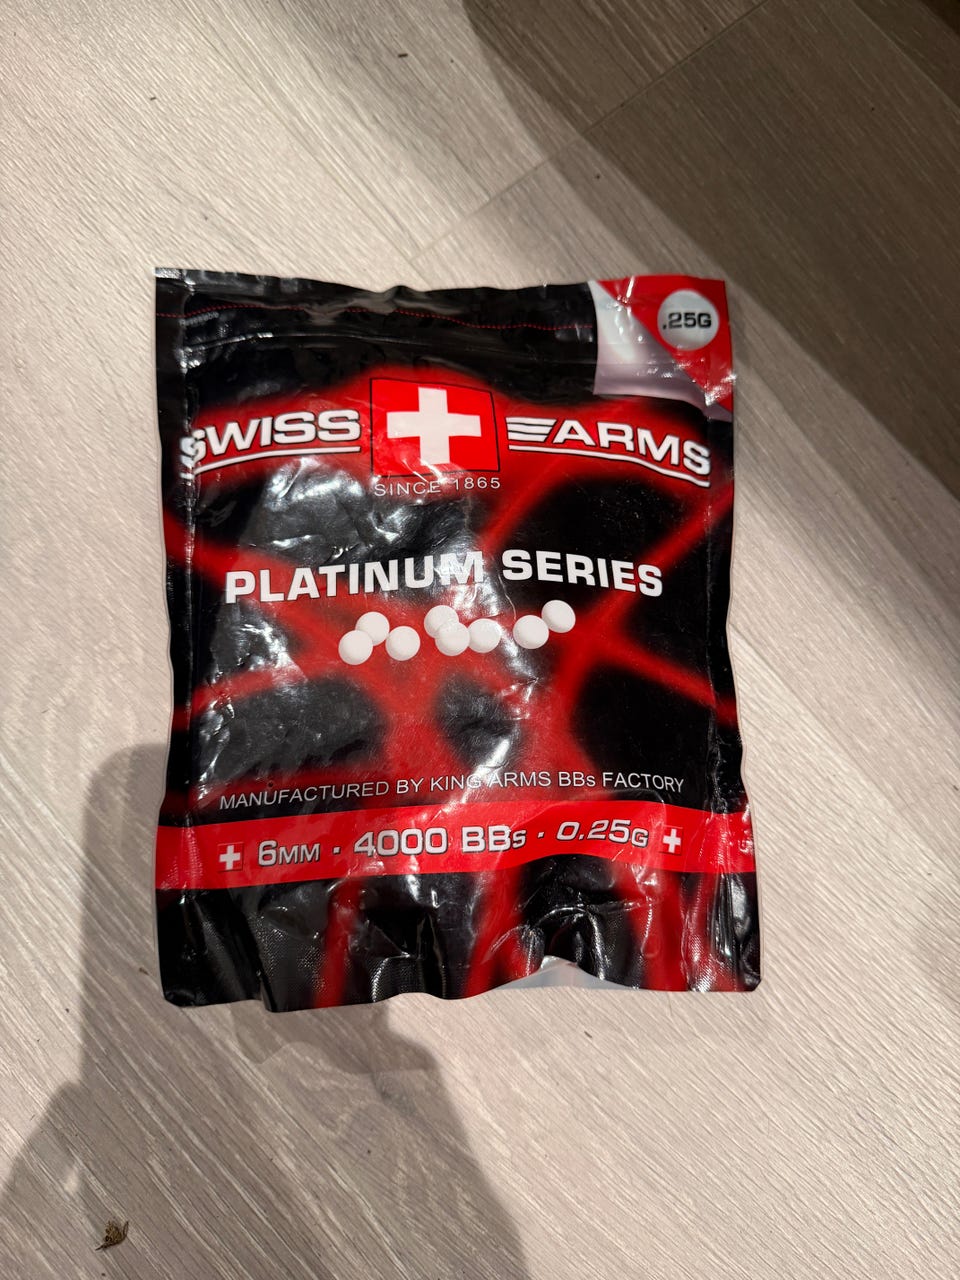 .25G
SWISS ARMS
SINCE 1865
PLATINUM SERIES
MANUFACTURED BY KING ARMS BBs FACTORY
6MM · 4000 BBs · 0.25G